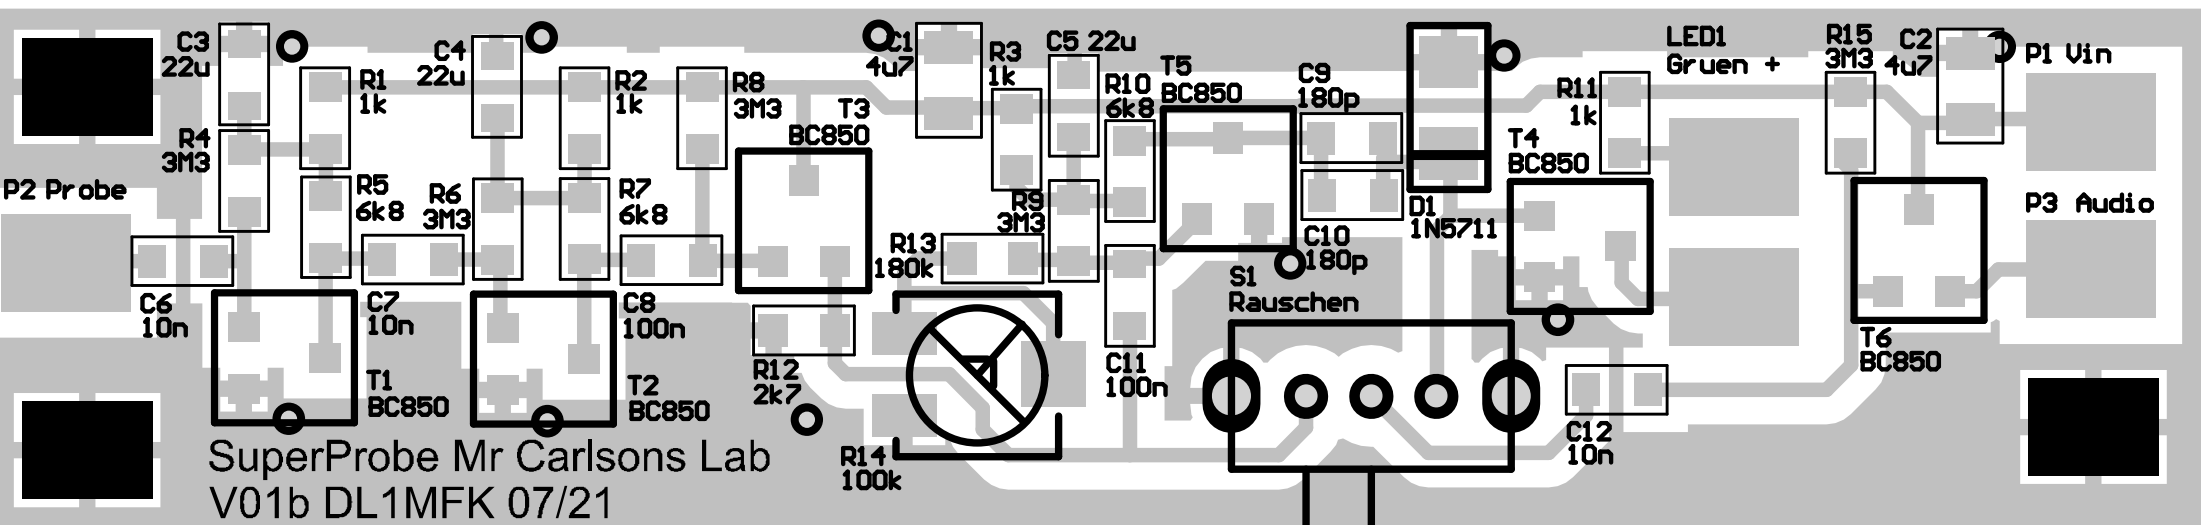 C3
22u
C4
22u
C1
4u7
R3
1k
C5 22u
T5
BC850
C9
180p
LED1
Gruen +
R15
3M3
C2
4u7
P1 Vin
R1
1k
R2
1k
R8
3M3
T3
BC850
R10
6k8
R11
1k
T4
BC850
R4
3M3
P2 Probe
R5
6k8
R6
3M3
R7
6k8
R9
3M3
D1
1N5711
P3 Audio
R13
180k
C10
180p
S1
Rauschen
C6
10n
C7
10n
C8
100n
T6
BC850
R12
2k7
C11
100n
T1
BC850
T2
BC850
C12
10n
R14
100k
SuperProbe Mr Carlsons Lab
V01b DL1MFK 07/21